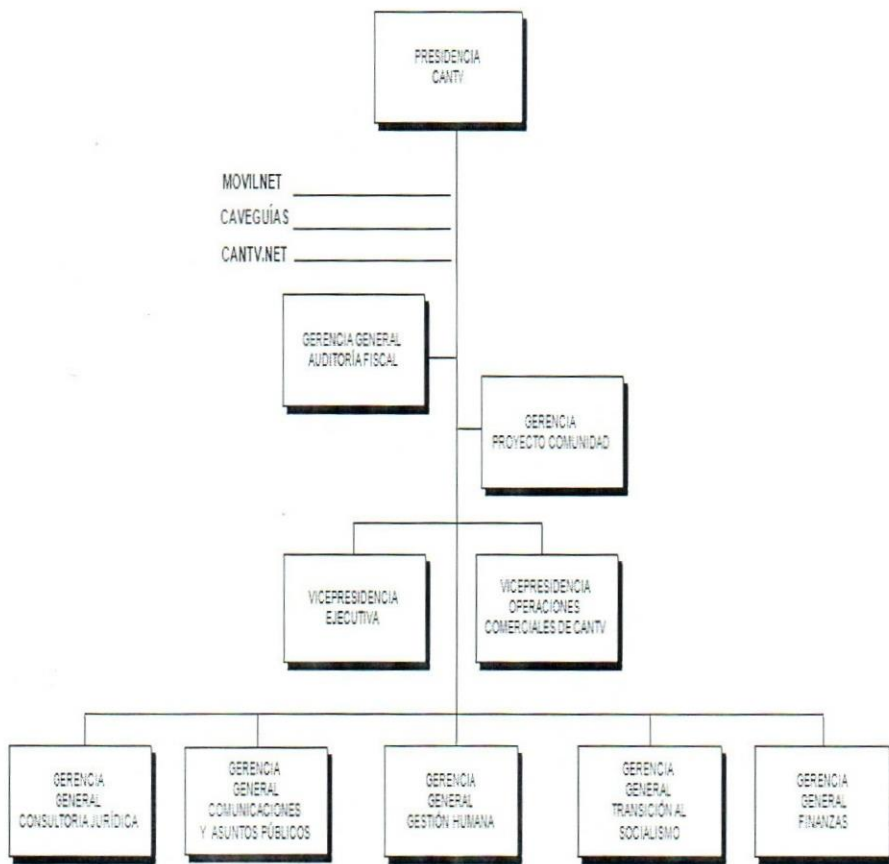 PRESIDENCIA
CANTV
MOVILNET
CAVEGUÍAS
CANTV.NET
GERENCIA GENERAL
AUDITORÍA FISCAL
GERENCIA
PROYECTO COMUNIDAD
VICEPRESIDENCIA
EJECUTIVA
VICEPRESIDENCIA
OPERACIONES
COMERCIALES DE CANTV
GERENCIA
GENERAL
CONSULTORIA JURÍDICA
GERENCIA
GENERAL
COMUNICACIONES
Y ASUNTOS PÚBLICOS
GERENCIA
GENERAL
GESTIÓN HUMANA
GERENCIA
GENERAL
TRANSICIÓN AL
SOCIALISMO
GERENCIA
GENERAL
FINANZAS